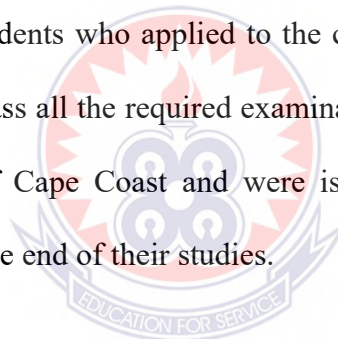 dents who applied to the c
ss all the required examina
Cape Coast and were is
e end of their studies.
EDUCATION FOR SERVICE